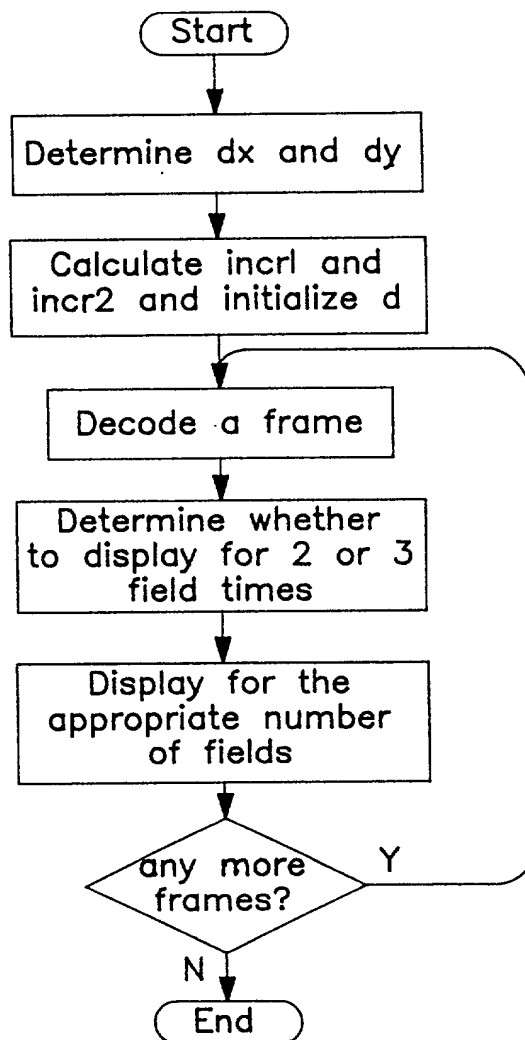 Start
Determine dx and dy
Calculate incr1 and
incr2 and initialize d
Decode a frame
Determine whether
to display for 2 or 3
field times
Display for the
appropriate number
of fields
any more
frames?
Y
N
End